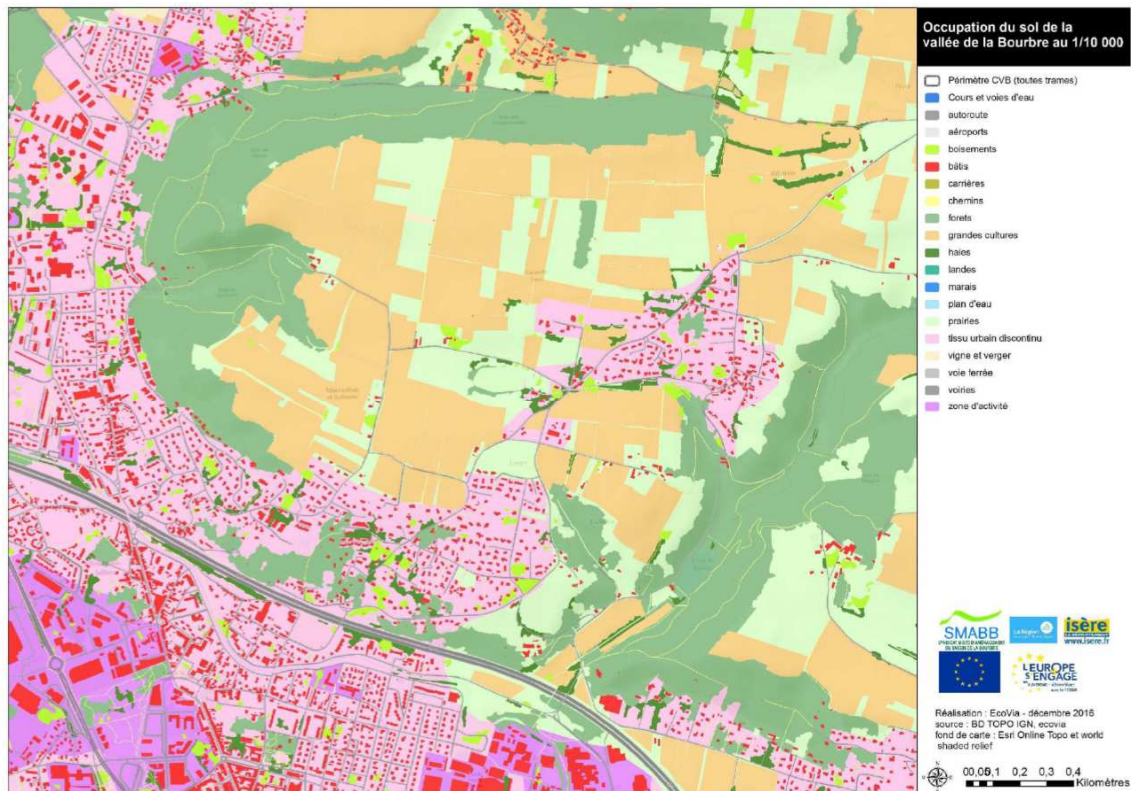 Occupation du sol de la
vallée de la Bourbre au 1/10 000
Périmètre CVB (toutes trames)
Cours et voies d'eau
autoroute
aéroports
boisements
bâtis
carrières
chemins
forets
grandes cultures
haies
landes
marais
plan d'eau
prairies
tissu urbain discontinu
vigne et verger
voie ferrée
voiries
zone d'activité
SMABB
La Région
isère
www.isere.fr
L'EUROPE
S'ENGAGE
Réalisation : EcoVia - décembre 2016
source : BD TOPO IGN, ecovia
fond de carte : Esri Online Topo et world
shaded relief
00,050,1 0,2 0,3 0,4
Kilomètres